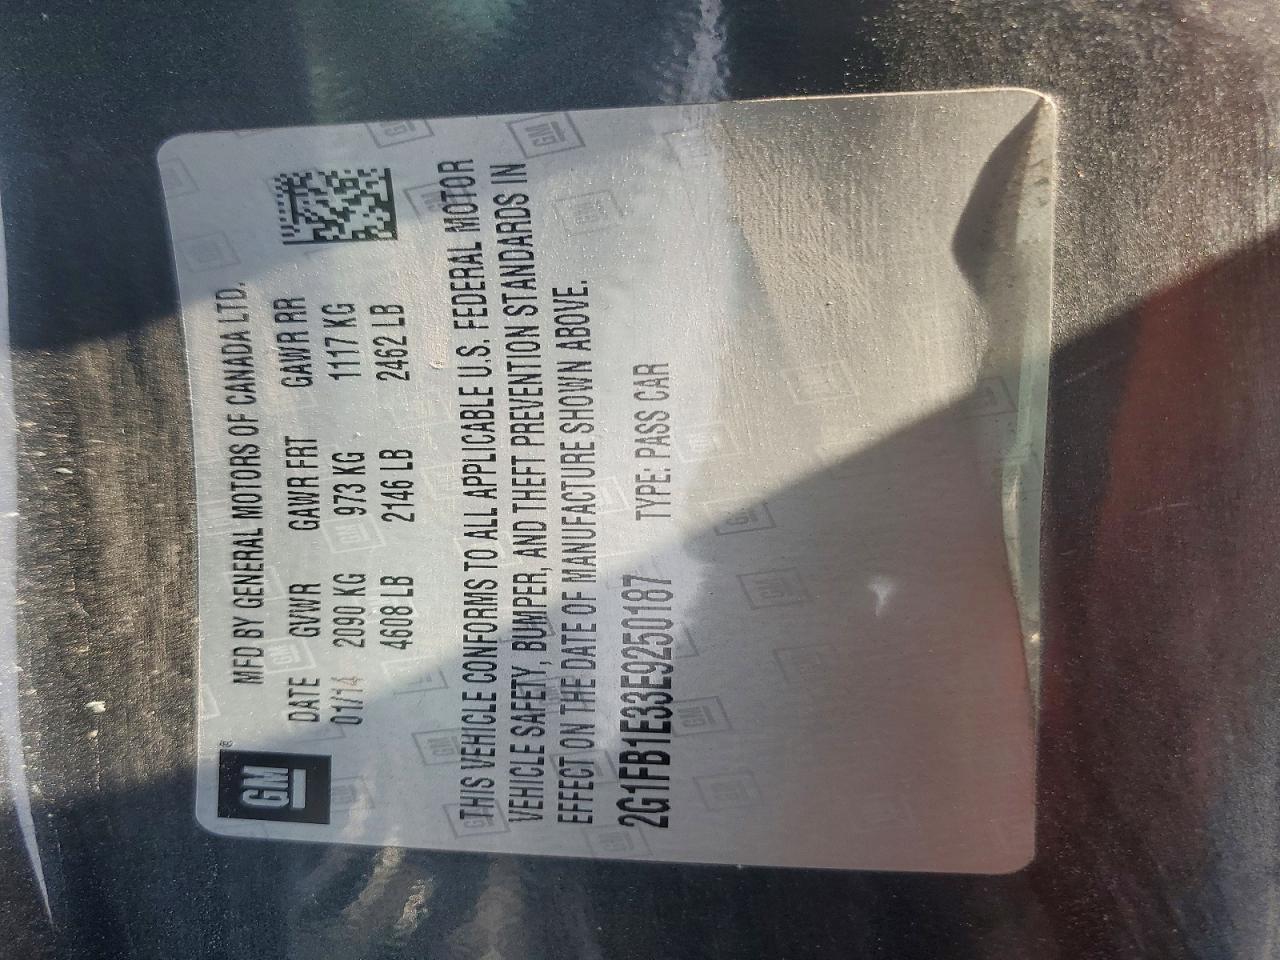 GM®
MFD BY GENERAL MOTORS OF CANADA LTD.
DATE GVWR GAWR FRT GAWR RR
01/14 2090 KG 973 KG 1117 KG
4608 LB 2146 LB 2462 LB
THIS VEHICLE CONFORMS TO ALL APPLICABLE U.S. FEDERAL MOTOR
VEHICLE SAFETY, BUMPER, AND THEFT PREVENTION STANDARDS IN
EFFECT ON THE DATE OF MANUFACTURE SHOWN ABOVE.
2G1FB1E33E9250187 TYPE: PASS CAR